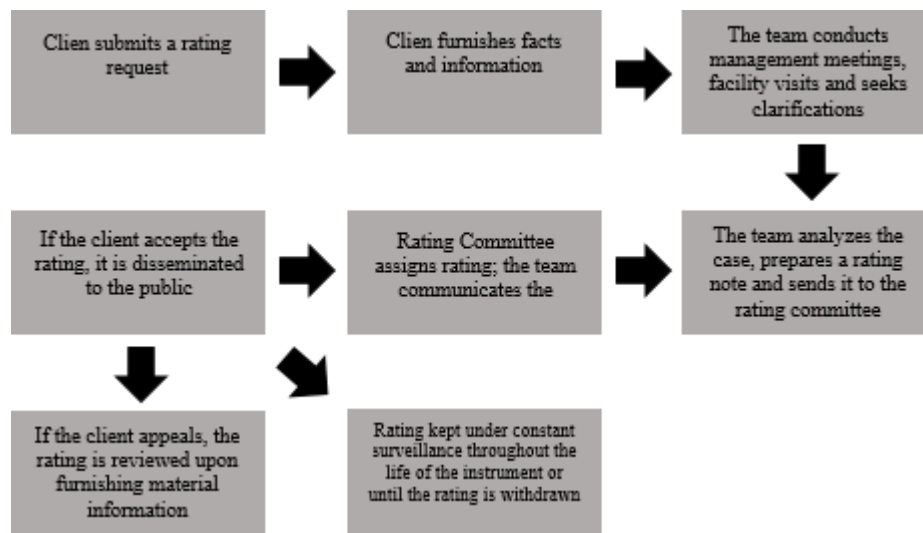 Clien submits a rating
request
Clien furnishes facts
and information
The team conducts
management meetings,
facility visits and seeks
clarifications
If the client accepts the
rating, it is disseminated
to the public
Rating Committee
assigns rating; the team
communicates the
The team analyzes the
case, prepares a rating
note and sends it to the
rating committee
If the client appeals, the
rating is reviewed upon
furnishing material
information
Rating kept under constant
surveillance throughout the
life of the instrument or
until the rating is withdrawn